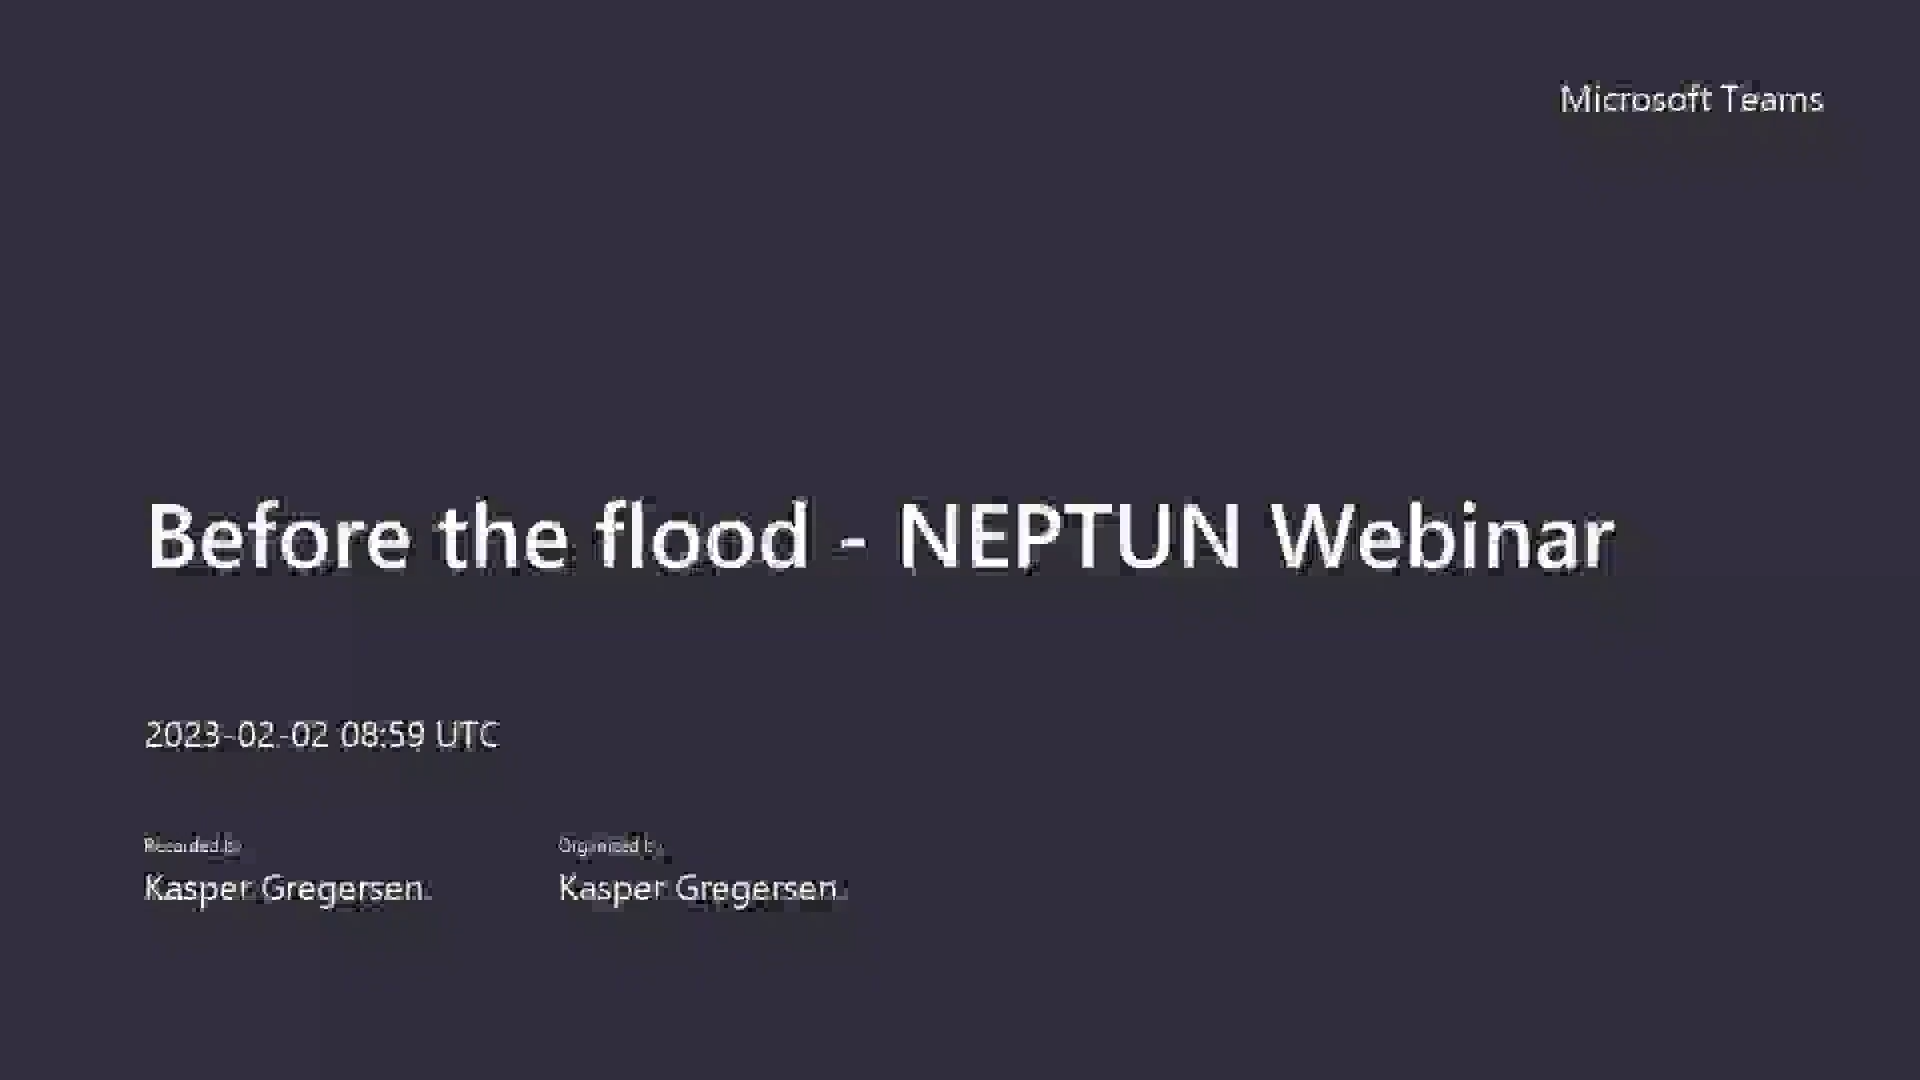 Microsoft Teams
Before the flood - NEPTUN Webinar
2023-02-02 08:59 UTC
Recorded by
Organized by
Kasper Gregersen
Kasper Gregersen